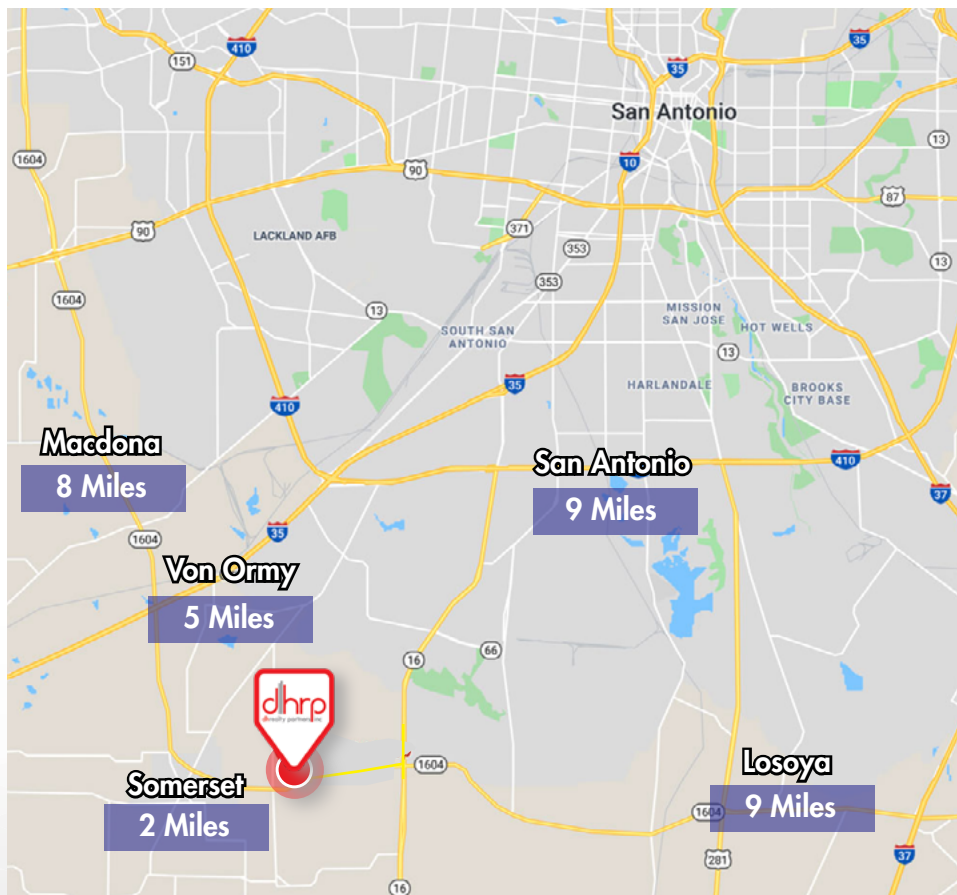 410
35
151
35
San Antonio
13
1604
10
90
87
371
LACKLAND AFB
90
353
13
353
1604
MISSION
SAN JOSE
13
HOT WELLS
SOUTH SAN
ANTONIO
13
35
HARLANDALE
BROOKS
CITY BASE
410
Macdona
8 Miles
San Antonio
9 Miles
410
37
35
1604
Von Ormy
5 Miles
66
16
dhrp
1604
Somerset
2 Miles
Losoya
9 Miles
1604
281
37
16